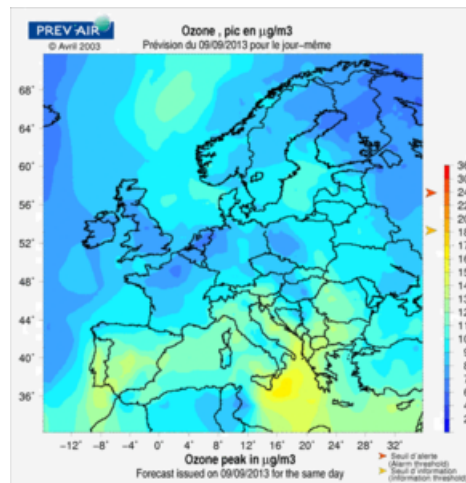 PREV'AIR
© Avril 2003
Ozone , pic en µg/m3
Prévision du 09/09/2013 pour le jour-même
68°
64°
60°
56°
52°
48°
44°
40°
36°
-12° -8° -4° 0° 4° 8° 12° 16° 20° 24° 28° 32°
Ozone peak in µg/m3
Forecast issued on 09/09/2013 for the same day
Seuil d'alerte
(Alarm threshold)
Seuil d'information
(Information threshold)